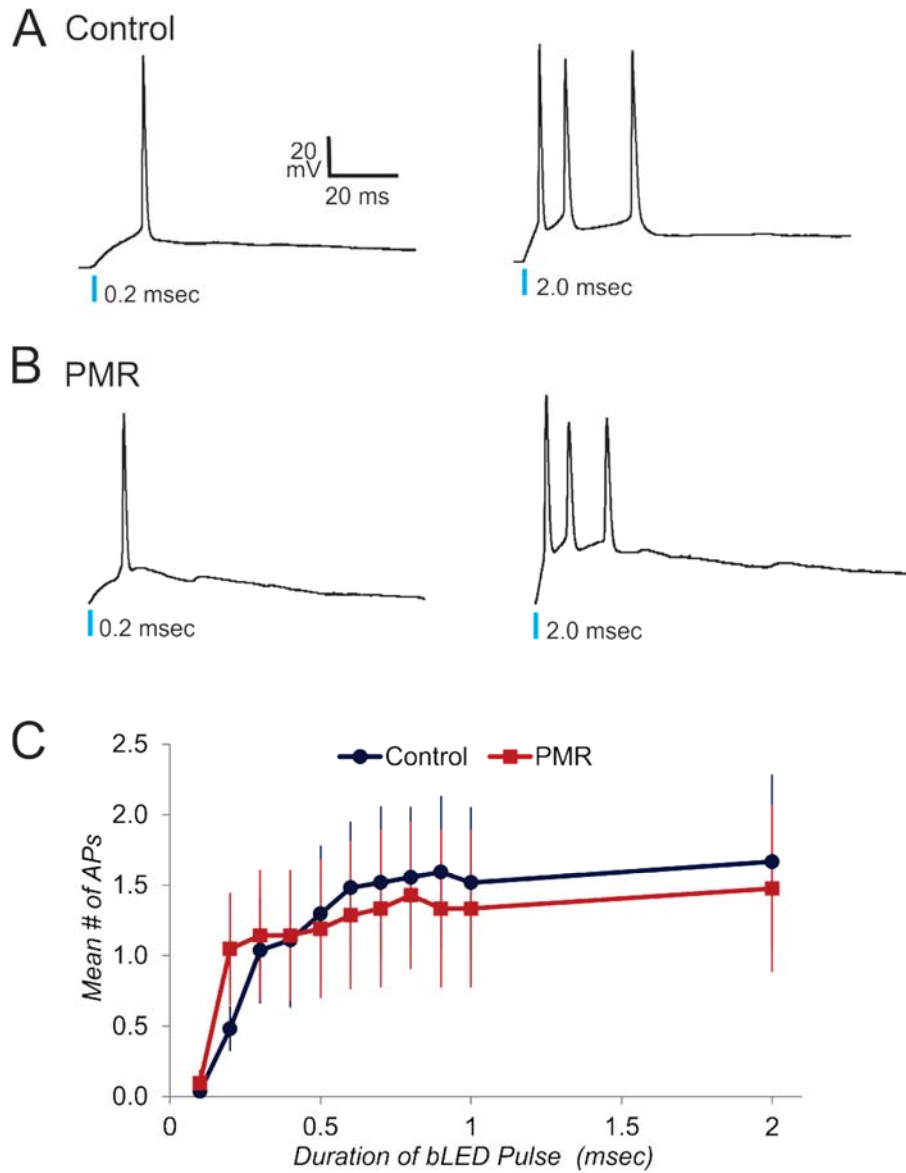 A Control
20
mV
20 ms
0.2 msec
2.0 msec
B
PMR
0.2 msec
2.0 msec
C
2.5
2.0
1.5
1.0
0.5
0.0
Mean # of APs
Control
PMR
0
0.5
1
1.5
2
Duration of bLED Pulse (msec)